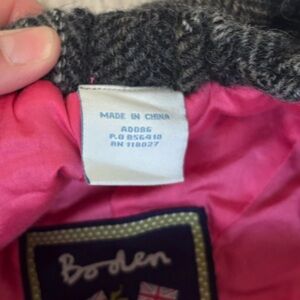 MADE IN CHINA
A0086
P.O 856418
RN 118027
Boden